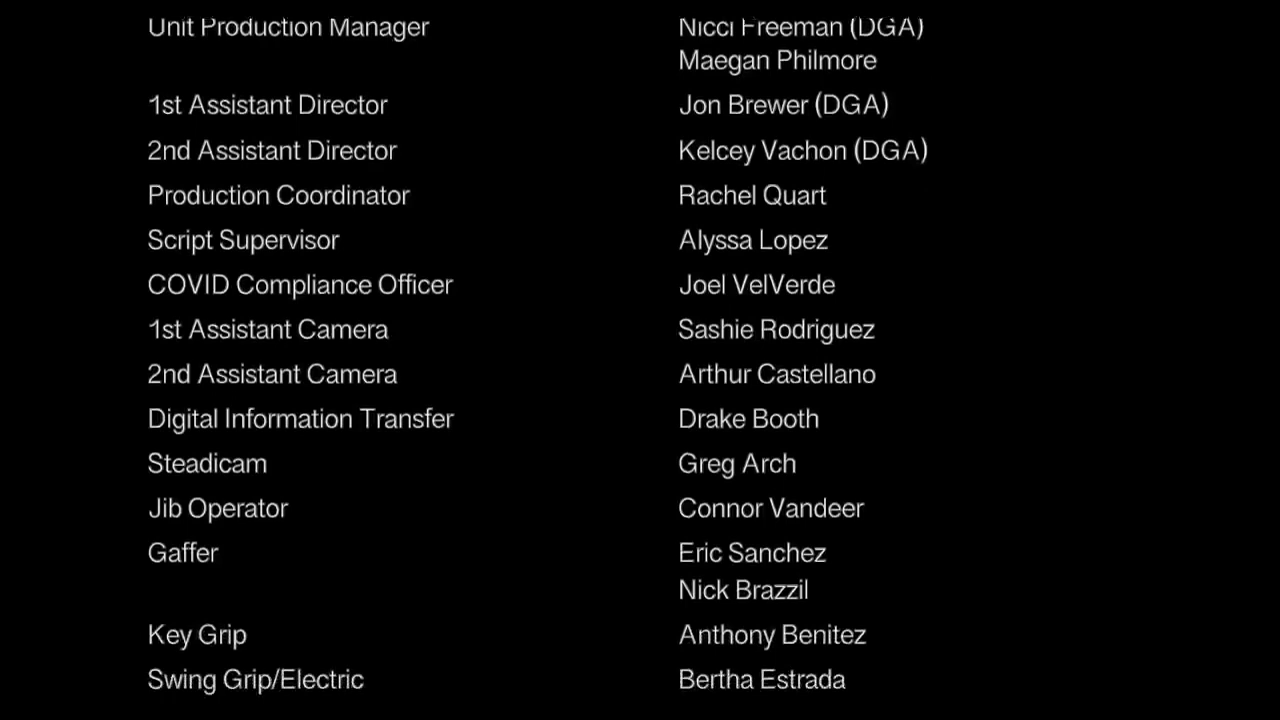 Unit Production Manager Nicci Freeman (DGA)
Maegan Philmore
1st Assistant Director Jon Brewer (DGA)
2nd Assistant Director Kelcey Vachon (DGA)
Production Coordinator Rachel Quart
Script Supervisor Alyssa Lopez
COVID Compliance Officer Joel VelVerde
1st Assistant Camera Sashie Rodriguez
2nd Assistant Camera Arthur Castellano
Digital Information Transfer Drake Booth
Steadicam Greg Arch
Jib Operator Connor Vandeer
Gaffer Eric Sanchez
Nick Brazzil
Key Grip Anthony Benitez
Swing Grip/Electric Bertha Estrada